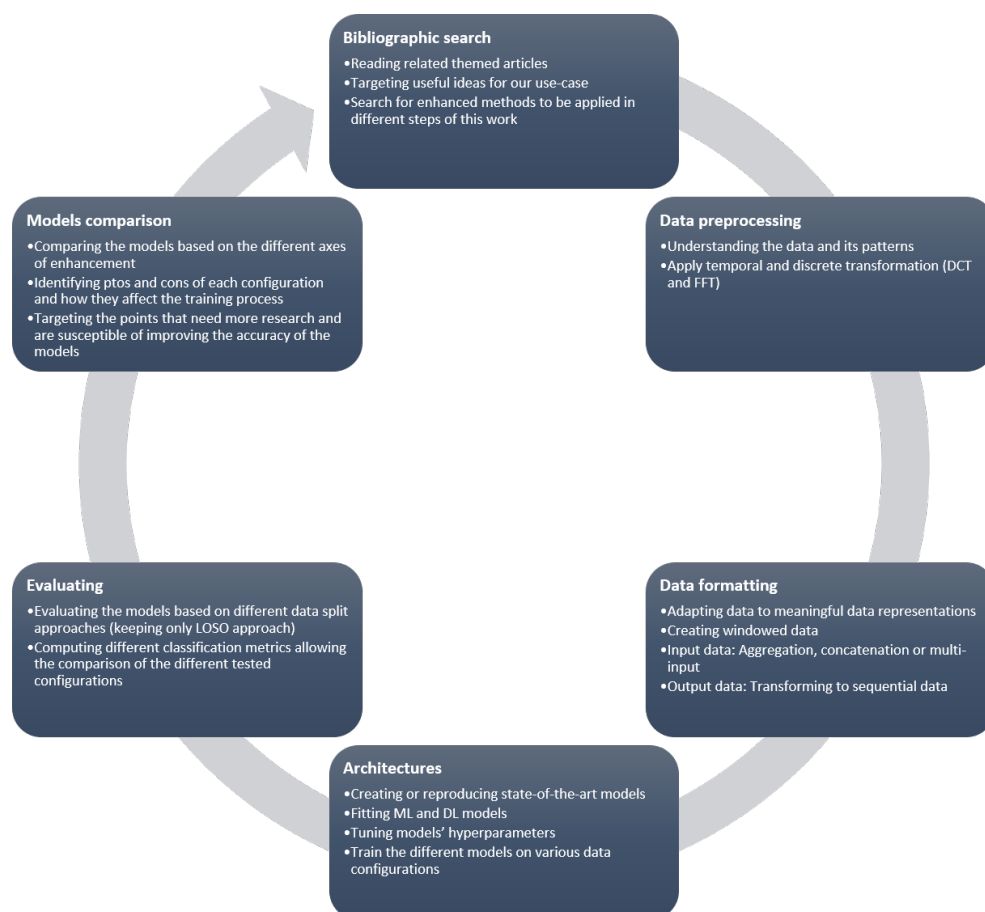 Bibliographic search
•Reading related themed articles
•Targeting useful ideas for our use-case
•Search for enhanced methods to be applied in
different steps of this work
Data preprocessing
•Understanding the data and its patterns
•Apply temporal and discrete transformation (DCT
and FFT)
Data formatting
•Adapting data to meaningful data representations
•Creating windowed data
•Input data: Aggregation, concatenation or multi-
input
•Output data: Transforming to sequential data
Architectures
•Creating or reproducing state-of-the-art models
•Fitting ML and DL models
•Tuning models’ hyperparameters
•Train the different models on various data
configurations
Evaluating
•Evaluating the models based on different data split
approaches (keeping only LOSO approach)
•Computing different classification metrics allowing
the comparison of the different tested
configurations
Models comparison
•Comparing the models based on the different axes
of enhancement
•Identifying ptos and cons of each configuration
and how they affect the training process
•Targeting the points that need more research and
are susceptible of improving the accuracy of the
models